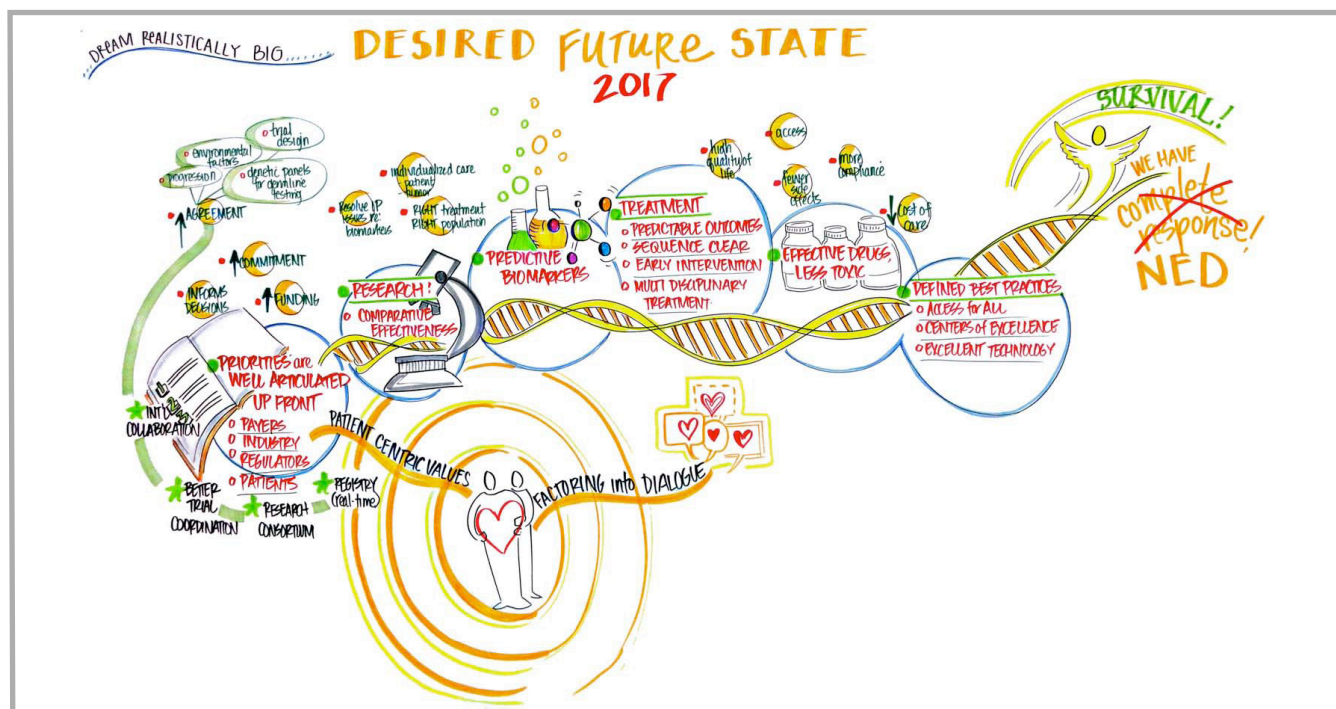 DREAM REALISTICALLY BIG......
DESIRED FUTURE STATE
2017
trial
design
environmental
factors
progression
genetic panels
for germline
testing
AGREEMENT
COMMITMENT
INFORMS
DECISIONS
FUNDING
Resolve IP
issues re:
biomarkers
individualized care
patient
tumor
RIGHT treatment
RIGHT population
high
quality of
life
access
fewer
side
effects
more
compliance
Cost of
care
SURVIVAL!
WE HAVE
complete
response!
NED
PRIORITIES are
WELL ARTICULATED
UP FRONT
PAYERS
INDUSTRY
REGULATORS
PATIENTS
RESEARCH!
COMPARATIVE
EFFECTIVENESS
PREDICTIVE
BIOMARKERS
TREATMENT
PREDICTABLE OUTCOMES
SEQUENCE CLEAR
EARLY INTERVENTION
MULTI DISCIPLINARY
TREATMENT
EFFECTIVE DRUGS,
LESS TOXIC
DEFINED BEST PRACTICES
ACCESS for ALL
CENTERS of EXCELLENCE
EXCELLENT TECHNOLOGY
COLLABORATION
BETTER
TRIAL
COORDINATION
RESEARCH
CONSORTIUM
REGISTRY
(real-time)
PATIENT CENTRIC VALUES
FACTORING into DIALOGUE